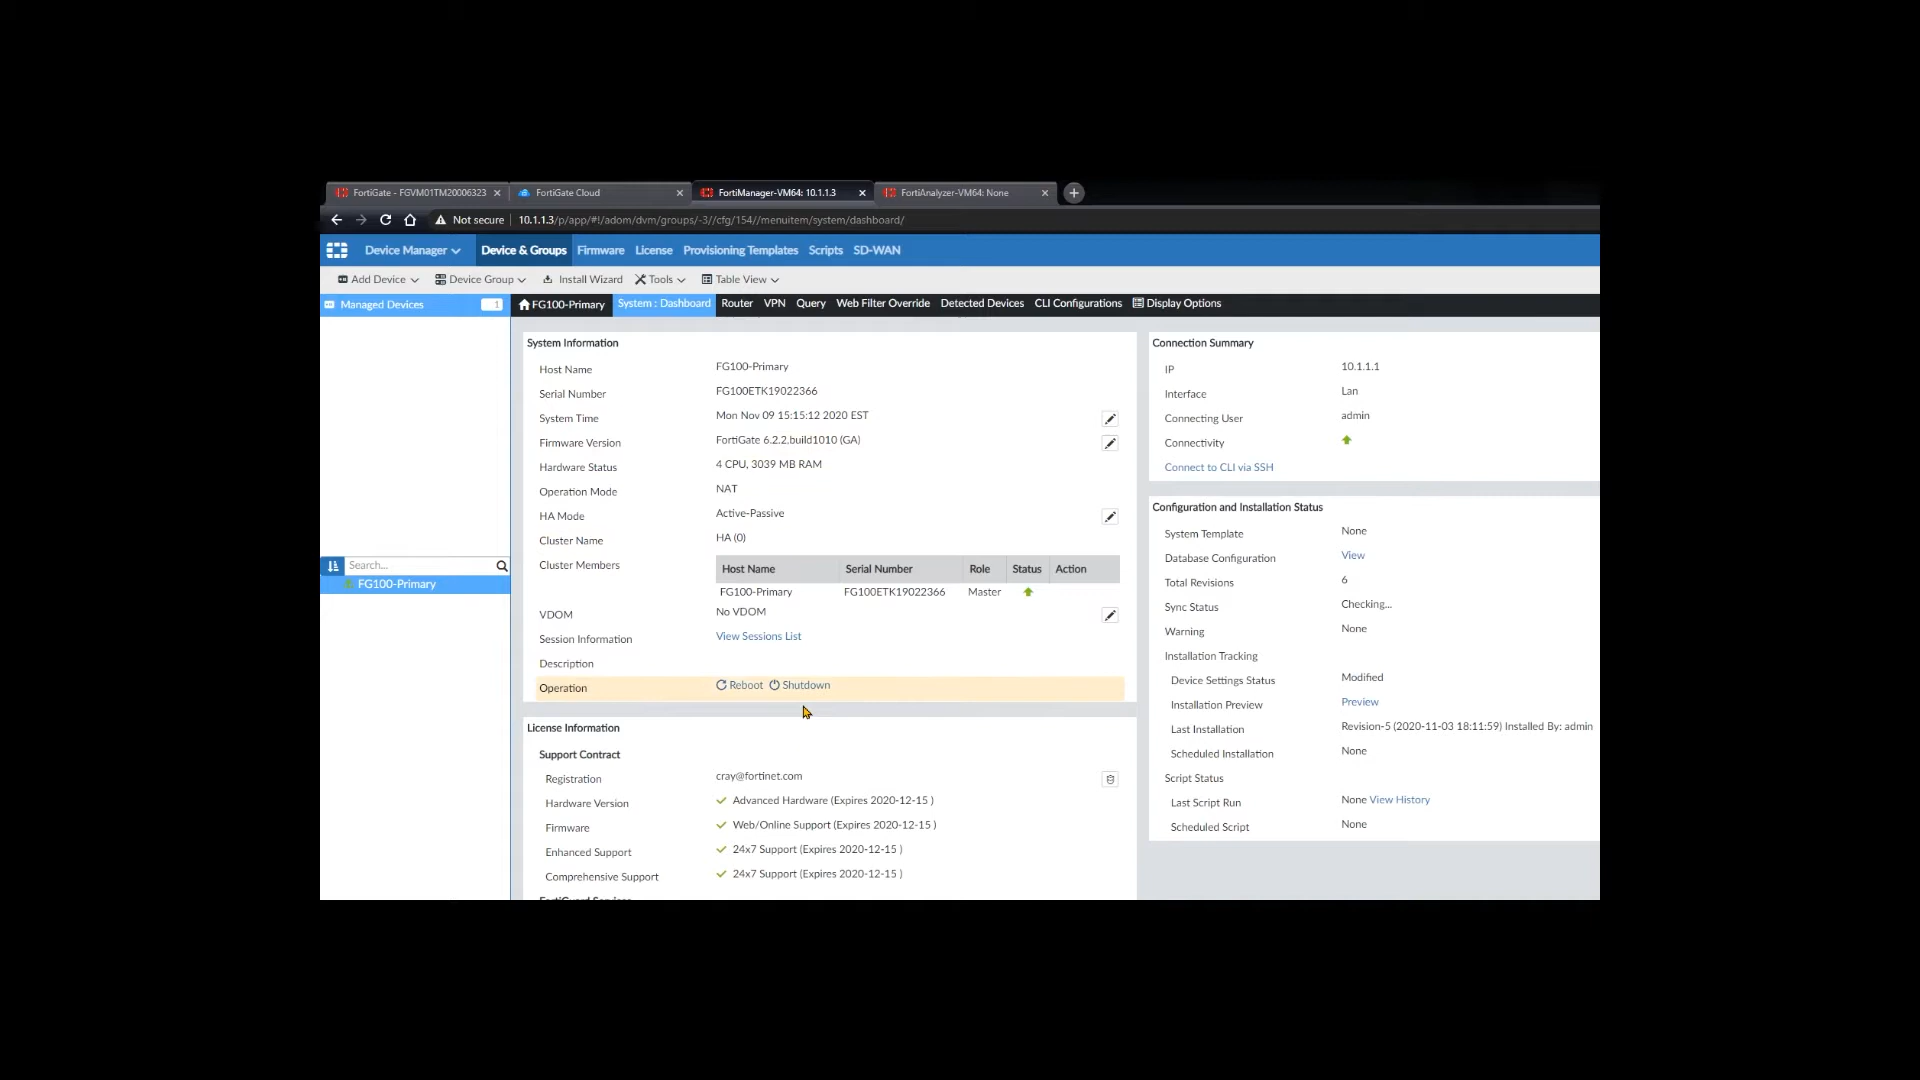 FortiGate - FGVM01TM20006323
FortiGate Cloud
FortiManager-VM64: 10.1.1.3
FortiAnalyzer-VM64: None
Not secure 10.1.1.3/p/app/#!/adom/dvm/groups/-3//cfg/154//menuitem/system/dashboard/
Device Manager Device & Groups Firmware License Provisioning Templates Scripts SD-WAN
Add Device Device Group Install Wizard Tools Table View
Managed Devices 1
FG100-Primary System : Dashboard Router VPN Query Web Filter Override Detected Devices CLI Configurations Display Options
Search...
FG100-Primary
System Information
Host Name FG100-Primary
Serial Number FG100ETK19022366
System Time Mon Nov 09 15:15:12 2020 EST
Firmware Version FortiGate 6.2.2,build1010 (GA)
Hardware Status 4 CPU, 3039 MB RAM
Operation Mode NAT
HA Mode Active-Passive
Cluster Name HA (0)
Cluster Members Host Name Serial Number Role Status Action
FG100-Primary FG100ETK19022366 Master
VDOM No VDOM
Session Information View Sessions List
Description
Operation Reboot Shutdown
License Information
Support Contract
Registration cray@fortinet.com
Hardware Version Advanced Hardware (Expires 2020-12-15 )
Firmware Web/Online Support (Expires 2020-12-15 )
Enhanced Support 24x7 Support (Expires 2020-12-15 )
Comprehensive Support 24x7 Support (Expires 2020-12-15 )
Connection Summary
IP 10.1.1.1
Interface Lan
Connecting User admin
Connectivity
Connect to CLI via SSH
Configuration and Installation Status
System Template None
Database Configuration View
Total Revisions 6
Sync Status Checking...
Warning None
Installation Tracking
Device Settings Status Modified
Installation Preview Preview
Last Installation Revision-5 (2020-11-03 18:11:59) Installed By: admin
Scheduled Installation None
Script Status
Last Script Run None View History
Scheduled Script None